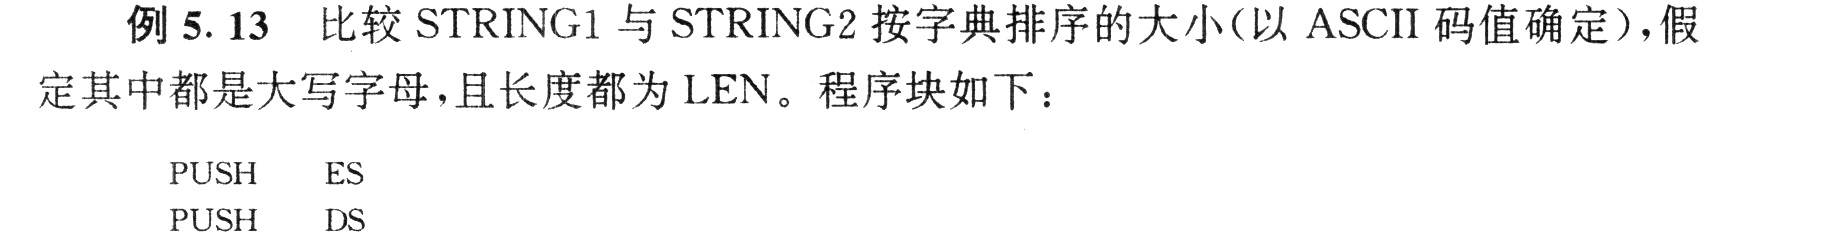 例 5.13 比较 STRING1 与 STRING2 按字典排序的大小(以 ASCII 码值确定),假
定其中都是大写字母,且长度都为 LEN。程序块如下:
PUSH ES
PUSH DS